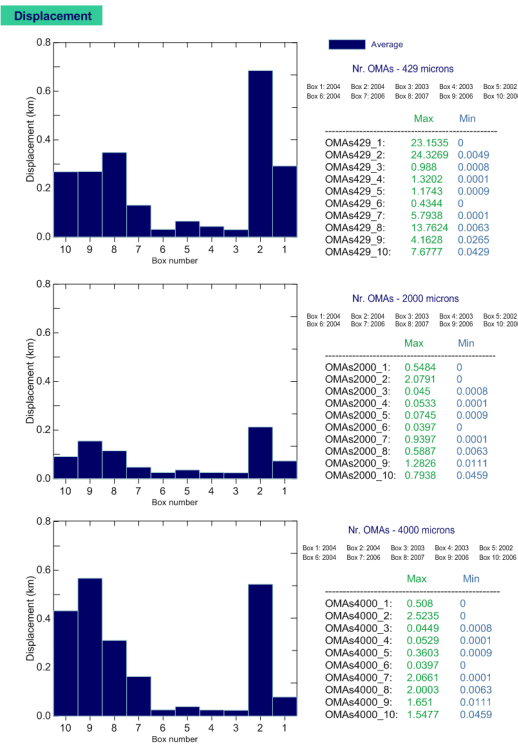 Displacement
Average
Nr. OMAs - 429 microns
Box 1: 2004 Box 2: 2004 Box 3: 2003 Box 4: 2003 Box 5: 2002
Box 6: 2004 Box 7: 2006 Box 8: 2007 Box 9: 2006 Box 10: 2006
Max Min
OMAs429_1: 23.1535 0
OMAs429_2: 24.3269 0.0049
OMAs429_3: 0.988 0.0008
OMAs429_4: 1.3202 0.0001
OMAs429_5: 1.1743 0.0009
OMAs429_6: 0.4344 0
OMAs429_7: 5.7938 0.0001
OMAs429_8: 13.7624 0.0063
OMAs429_9: 4.1628 0.0265
OMAs429_10: 7.6777 0.0429
Displacement (km)
0.8
0.6
0.4
0.2
0.0
10 9 8 7 6 5 4 3 2 1
Box number
Nr. OMAs - 2000 microns
Box 1: 2004 Box 2: 2004 Box 3: 2003 Box 4: 2003 Box 5: 2002
Box 6: 2004 Box 7: 2006 Box 8: 2007 Box 9: 2006 Box 10: 2006
Max Min
OMAs2000_1: 0.5484 0
OMAs2000_2: 2.0791 0
OMAs2000_3: 0.045 0.0008
OMAs2000_4: 0.0533 0.0001
OMAs2000_5: 0.0745 0.0009
OMAs2000_6: 0.0397 0
OMAs2000_7: 0.9397 0.0001
OMAs2000_8: 0.5887 0.0063
OMAs2000_9: 1.2826 0.0111
OMAs2000_10: 0.7938 0.0459
Displacement (km)
0.8
0.6
0.4
0.2
0.0
10 9 8 7 6 5 4 3 2 1
Box number
Nr. OMAs - 4000 microns
Box 1: 2004 Box 2: 2004 Box 3: 2003 Box 4: 2003 Box 5: 2002
Box 6: 2004 Box 7: 2006 Box 8: 2007 Box 9: 2006 Box 10: 2006
Max Min
OMAs4000_1: 0.508 0
OMAs4000_2: 2.5235 0
OMAs4000_3: 0.0449 0.0008
OMAs4000_4: 0.0529 0.0001
OMAs4000_5: 0.3603 0.0009
OMAs4000_6: 0.0397 0
OMAs4000_7: 2.0661 0.0001
OMAs4000_8: 2.0003 0.0063
OMAs4000_9: 1.651 0.0111
OMAs4000_10: 1.5477 0.0459
Displacement (km)
0.8
0.6
0.4
0.2
0.0
10 9 8 7 6 5 4 3 2 1
Box number